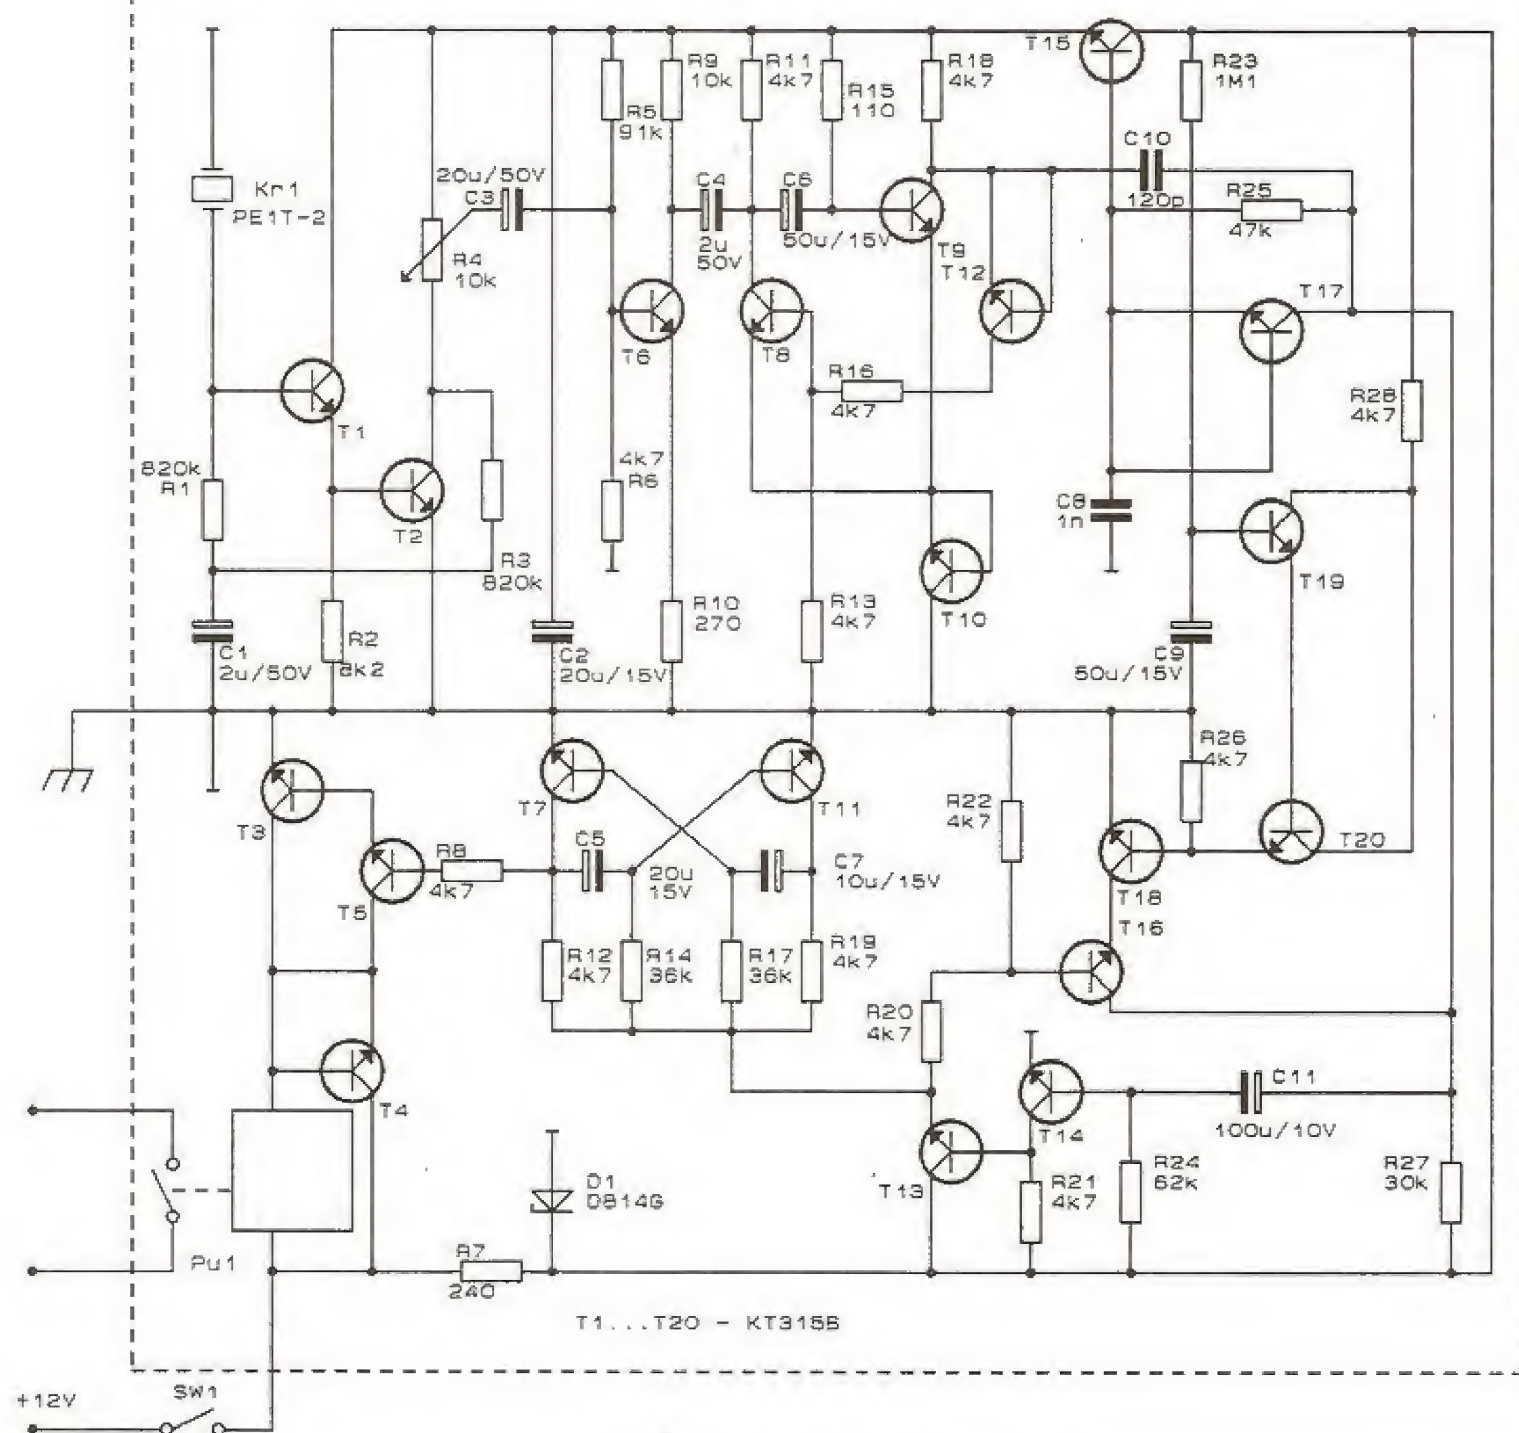 T15
R9
10k
R11
4k7
R18
4k7
R23
1M1
R15
110
R5
91k
C10
120p
20u/50V
C3
C4
2u
50V
C6
50u/15V
R25
47k
Kr1
PE1T-2
R4
10k
T9
T12
T17
T6
T8
R16
4k7
R28
4k7
T1
820k
R1
4k7
R6
C8
1n
T2
R3
820k
T19
R10
270
R13
4k7
T10
C1
2u/50V
R2
C2
20u/15V
C9
50u/15V
R26
4k7
T3
T7
T11
R22
4k7
T20
R8
4k7
C5
20u
15V
C7
10u/15V
T18
T5
T16
R12
4k7
R14
36k
R17
36k
R19
4k7
R20
4k7
T4
C11
100u/10V
T14
D1
D814G
T13
R21
4k7
R24
62k
R27
30k
Pu1
R7
240
T1...T20 - KT315B
+12V
SW1